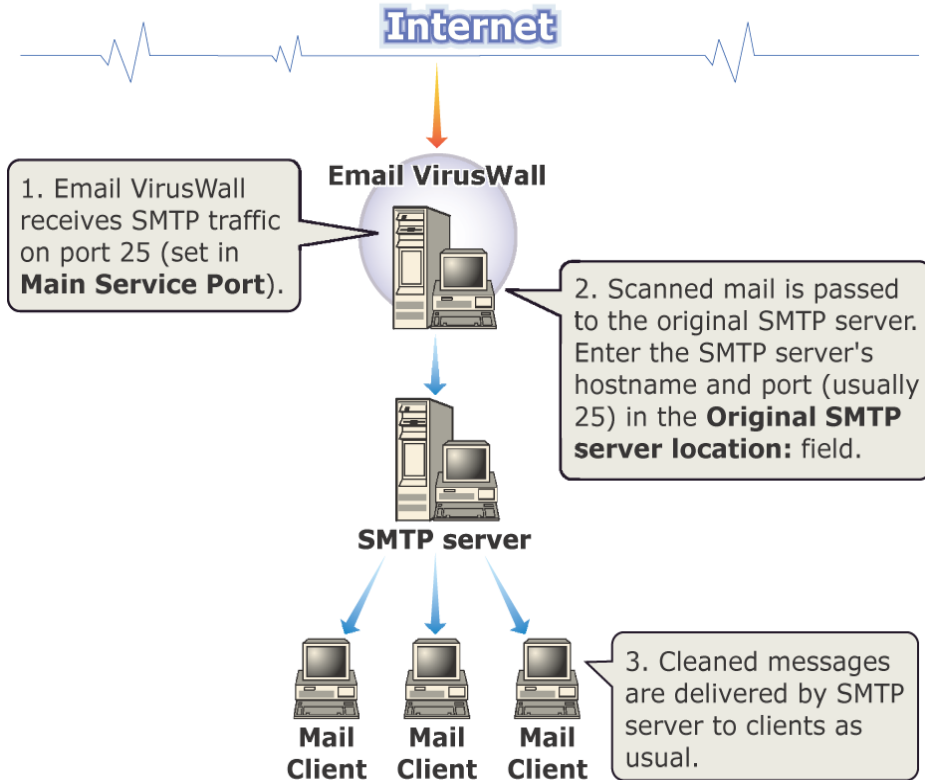 Internet
Email VirusWall
1. Email VirusWall
receives SMTP traffic
on port 25 (set in
Main Service Port).
2. Scanned mail is passed
to the original SMTP server.
Enter the SMTP server's
hostname and port (usually
25) in the Original SMTP
server location: field.
SMTP server
Mail
Client
Mail
Client
Mail
Client
3. Cleaned messages
are delivered by SMTP
server to clients as
usual.